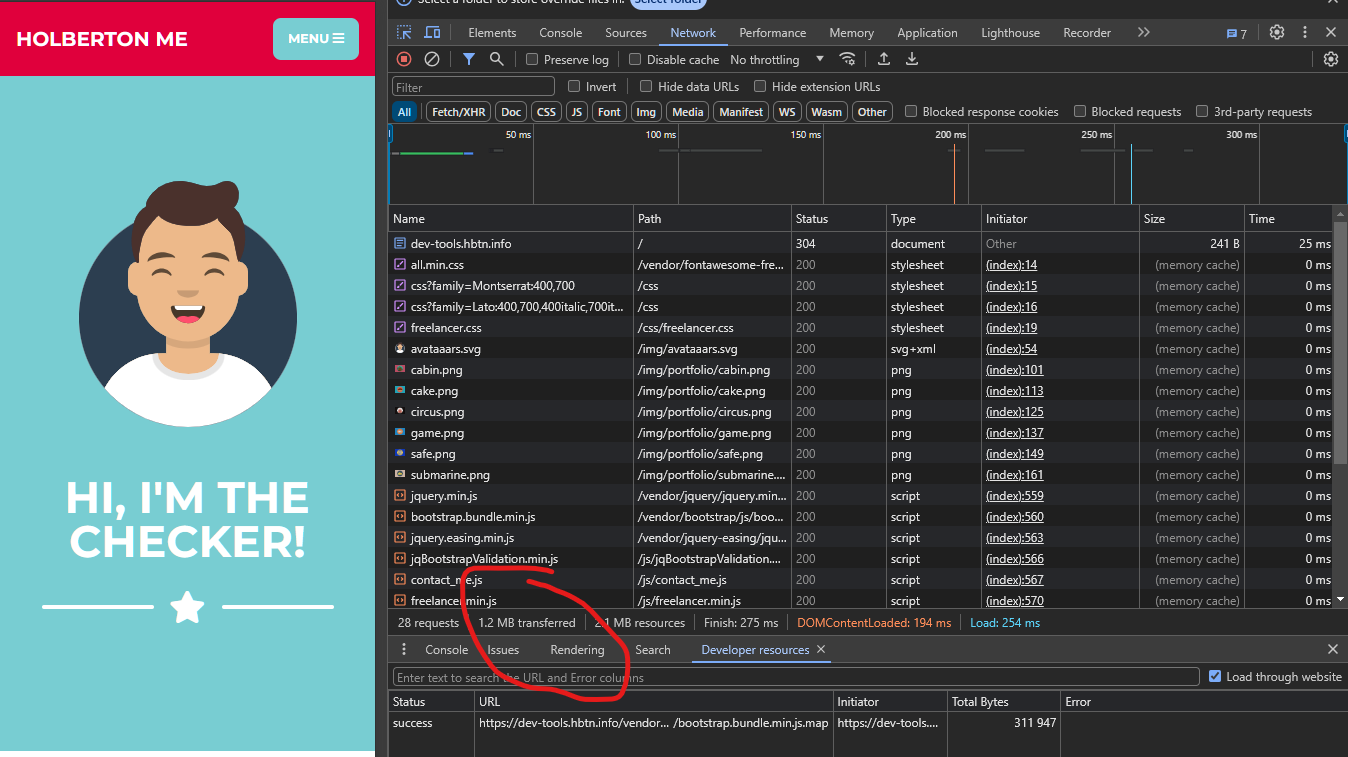 Select a folder to store override files in. Select folder
HOLBERTON ME
MENU
HI, I'M THE
CHECKER!
Elements Console Sources Network Performance Memory Application Lighthouse Recorder 7
Preserve log Disable cache No throttling
Filter Invert Hide data URLs Hide extension URLs
All Fetch/XHR Doc CSS JS Font Img Media Manifest WS Wasm Other Blocked response cookies Blocked requests 3rd-party requests
50 ms 100 ms 150 ms 200 ms 250 ms 300 ms
Name Path Status Type Initiator Size Time
dev-tools.hbtn.info / 304 document Other 241 B 25 ms
all.min.css /vendor/fontawesome-fre... 200 stylesheet (index):14 (memory cache) 0 ms
css?family=Montserrat:400,700 /css 200 stylesheet (index):15 (memory cache) 0 ms
css?family=Lato:400,700,400italic,700it... /css 200 stylesheet (index):16 (memory cache) 0 ms
freelancer.css /css/freelancer.css 200 stylesheet (index):19 (memory cache) 0 ms
avataaars.svg /img/avataaars.svg 200 svg+xml (index):54 (memory cache) 0 ms
cabin.png /img/portfolio/cabin.png 200 png (index):101 (memory cache) 0 ms
cake.png /img/portfolio/cake.png 200 png (index):113 (memory cache) 0 ms
circus.png /img/portfolio/circus.png 200 png (index):125 (memory cache) 0 ms
game.png /img/portfolio/game.png 200 png (index):137 (memory cache) 0 ms
safe.png /img/portfolio/safe.png 200 png (index):149 (memory cache) 0 ms
submarine.png /img/portfolio/submarine.... 200 png (index):161 (memory cache) 0 ms
jquery.min.js /vendor/jquery/jquery.min... 200 script (index):559 (memory cache) 0 ms
bootstrap.bundle.min.js /vendor/bootstrap/js/boo... 200 script (index):560 (memory cache) 0 ms
jquery.easing.min.js /vendor/jquery-easing/jqu... 200 script (index):563 (memory cache) 0 ms
jqBootstrapValidation.min.js /js/jqBootstrapValidation.... 200 script (index):566 (memory cache) 0 ms
contact_me.js /js/contact_me.js 200 script (index):567 (memory cache) 0 ms
freelancer.min.js /js/freelancer.min.js 200 script (index):570 (memory cache) 0 ms
28 requests 1.2 MB transferred 2.1 MB resources Finish: 275 ms DOMContentLoaded: 194 ms Load: 254 ms
Console Issues Rendering Search Developer resources
Enter text to search the URL and Error columns Load through website
Status URL Initiator Total Bytes Error
success https://dev-tools.hbtn.info/vendor... /bootstrap.bundle.min.js.map https://dev-tools.... 311 947